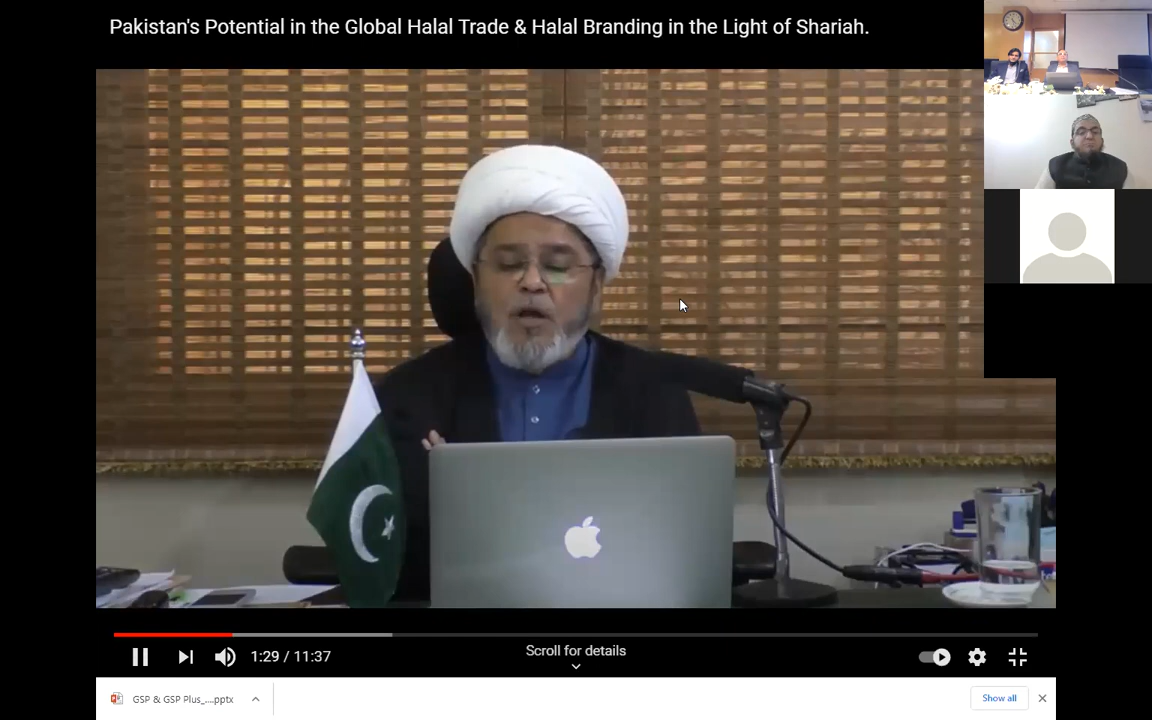 Pakistan's Potential in the Global Halal Trade & Halal Branding in the Light of Shariah.
1:29 / 11:37
Scroll for details
GSP & GSP Plus_....pptx
Show all